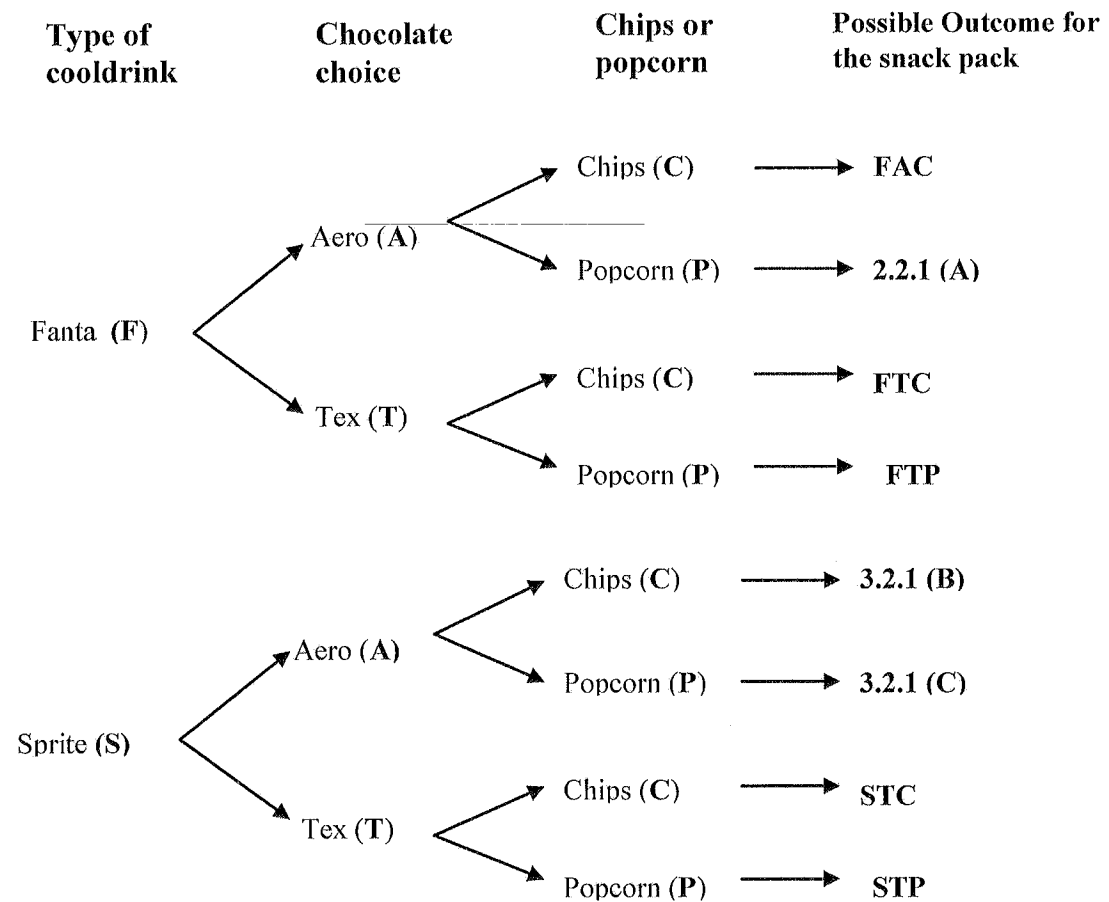 Type of cooldrink
Chocolate choice
Chips or popcorn
Possible Outcome for the snack pack
Chips (C)
FAC
Aero (A)
Popcorn (P)
2.2.1 (A)
Fanta (F)
Chips (C)
FTC
Tex (T)
Popcorn (P)
FTP
Chips (C)
3.2.1 (B)
Aero (A)
Popcorn (P)
3.2.1 (C)
Sprite (S)
Chips (C)
STC
Tex (T)
Popcorn (P)
STP